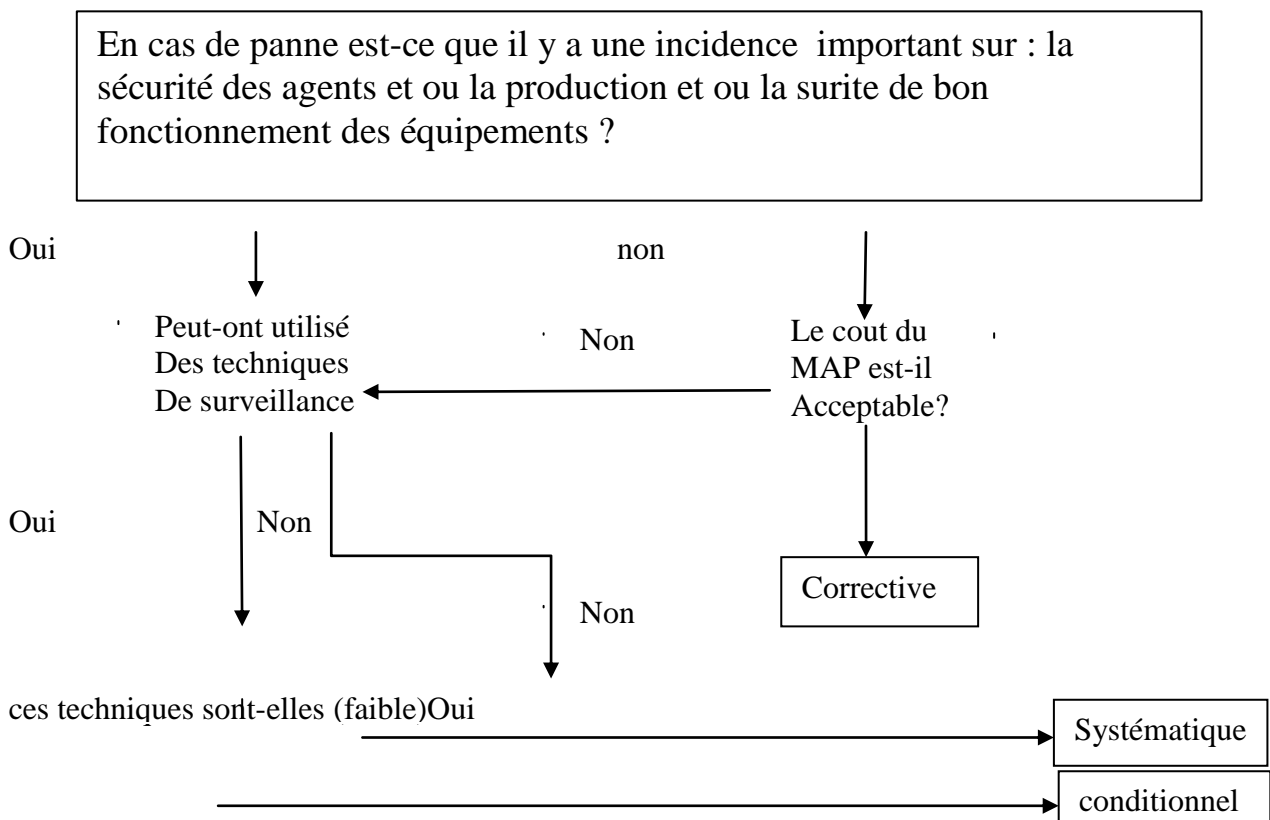 En cas de panne est-ce que il y a une incidence important sur : la
sécurité des agents et ou la production et ou la surite de bon
fonctionnement des équipements ?
Oui
non
Peut-ont utilisé
Des techniques
De surveillance
Non
Le cout du
MAP est-il
Acceptable?
Oui
Non
Corrective
Non
ces techniques sont-elles (faible)Oui
Systématique
conditionnel